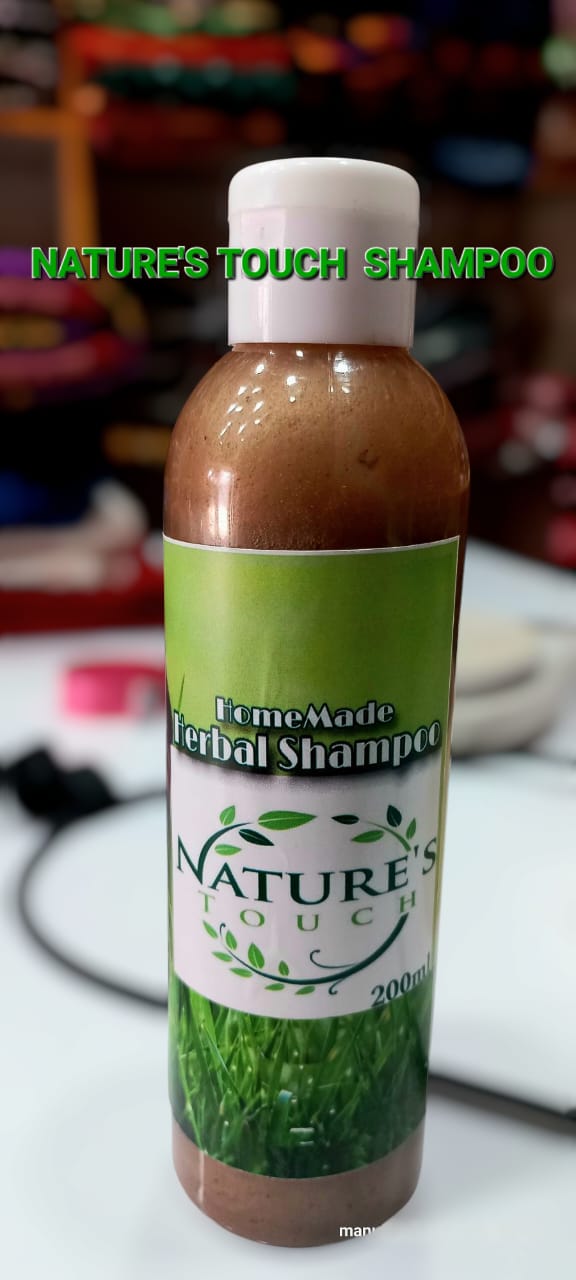 NATURE'S TOUCH SHAMPOO
HomeMade
Herbal Shampoo
NATURE'S
TOUCH
200ml